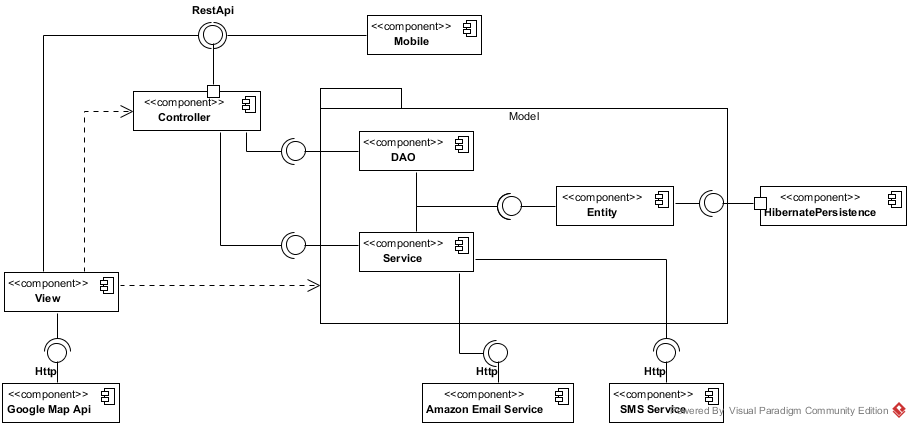 RestApi
<<component>>
Mobile
<<component>>
Controller
Model
<<component>>
DAO
<<component>>
Entity
<<component>>
HibernatePersistence
<<component>>
Service
<<component>>
View
Http
Http
Http
<<component>>
Google Map Api
<<component>>
Amazon Email Service
<<component>>
SMS Service
Powered By Visual Paradigm Community Edition